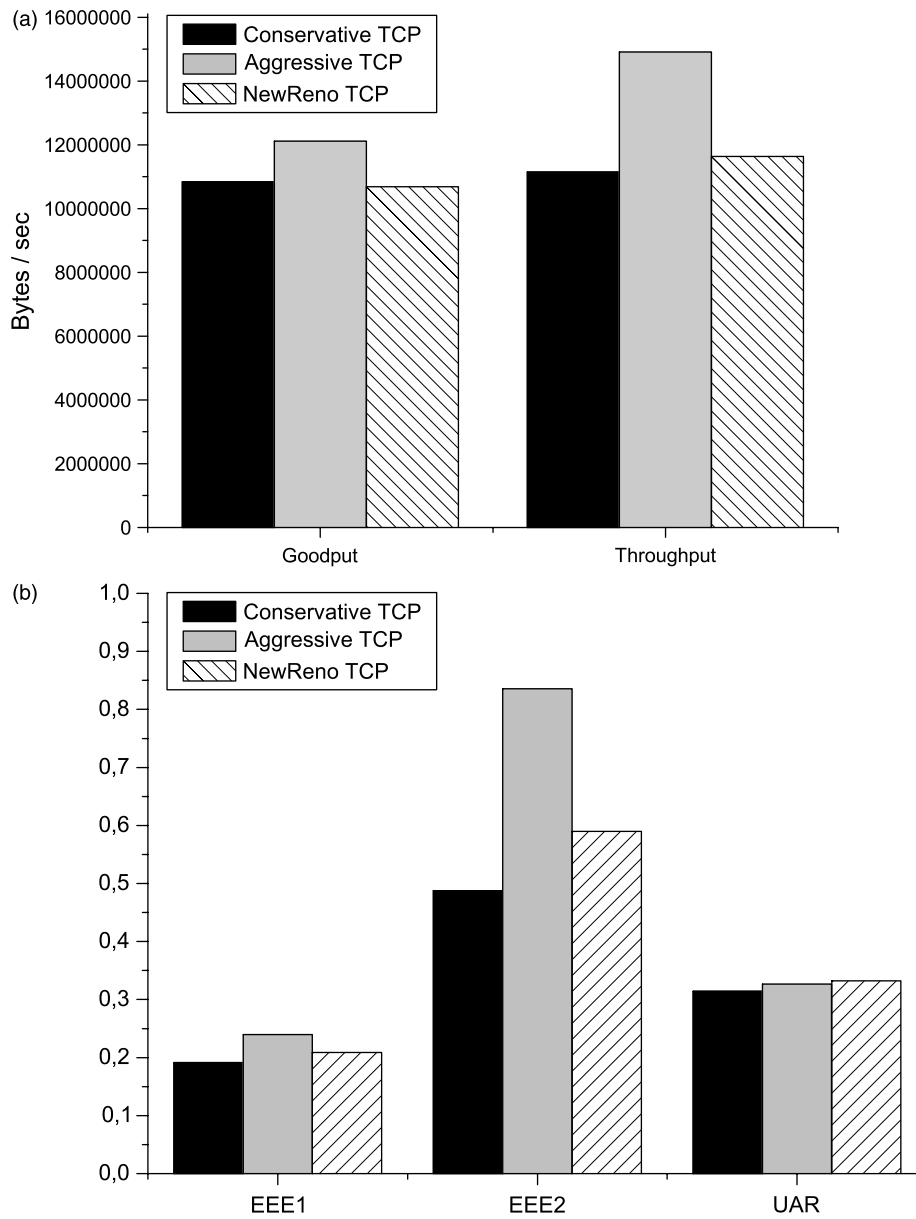 (a)
16000000
14000000
12000000
10000000
8000000
6000000
4000000
2000000
0
Bytes / sec
Conservative TCP
Aggressive TCP
NewReno TCP
Goodput
Throughput
(b)
1,0
0,9
0,8
0,7
0,6
0,5
0,4
0,3
0,2
0,1
0,0
Conservative TCP
Aggressive TCP
NewReno TCP
EEE1
EEE2
UAR